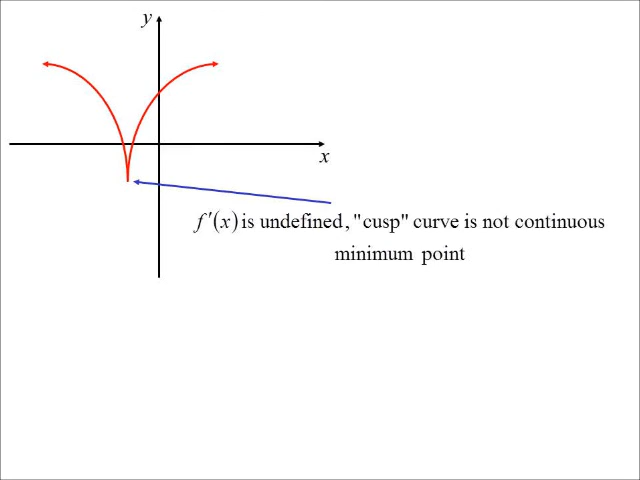 y
x
f′(x) is undefined, "cusp" curve is not continuous
minimum point